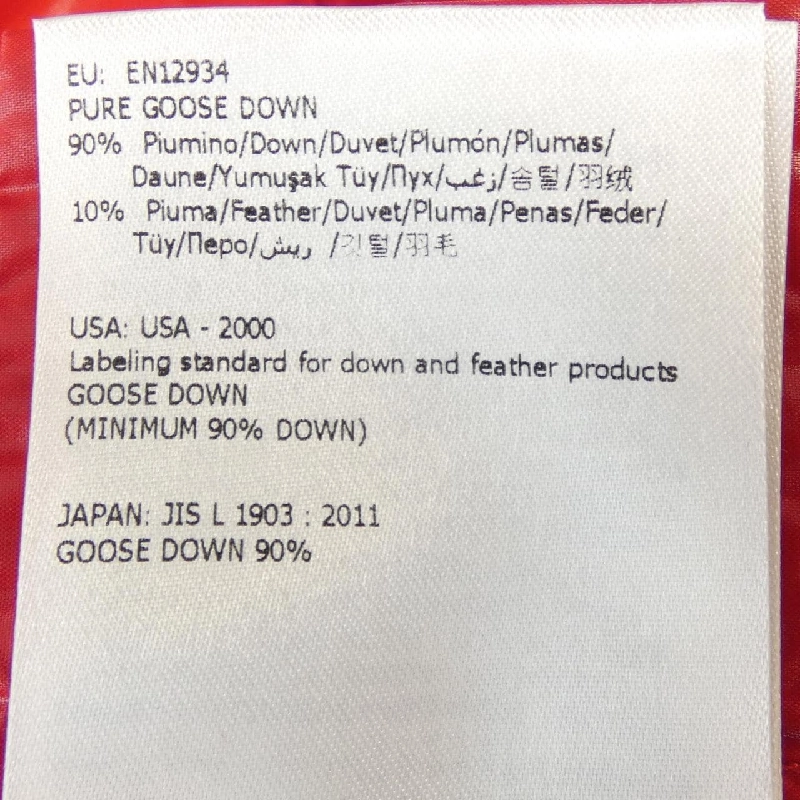 EU: EN12934
PURE GOOSE DOWN
90% Piumino/Down/Duvet/Plumón/Plumas/
Daune/Yumuşak Tüy/Пух/زغب/솜털/羽绒
10% Piuma/Feather/Duvet/Pluma/Penas/Feder/
Tüy/Перо/ريش /깃털/羽毛
USA: USA - 2000
Labeling standard for down and feather products
GOOSE DOWN
(MINIMUM 90% DOWN)
JAPAN: JIS L 1903 : 2011
GOOSE DOWN 90%